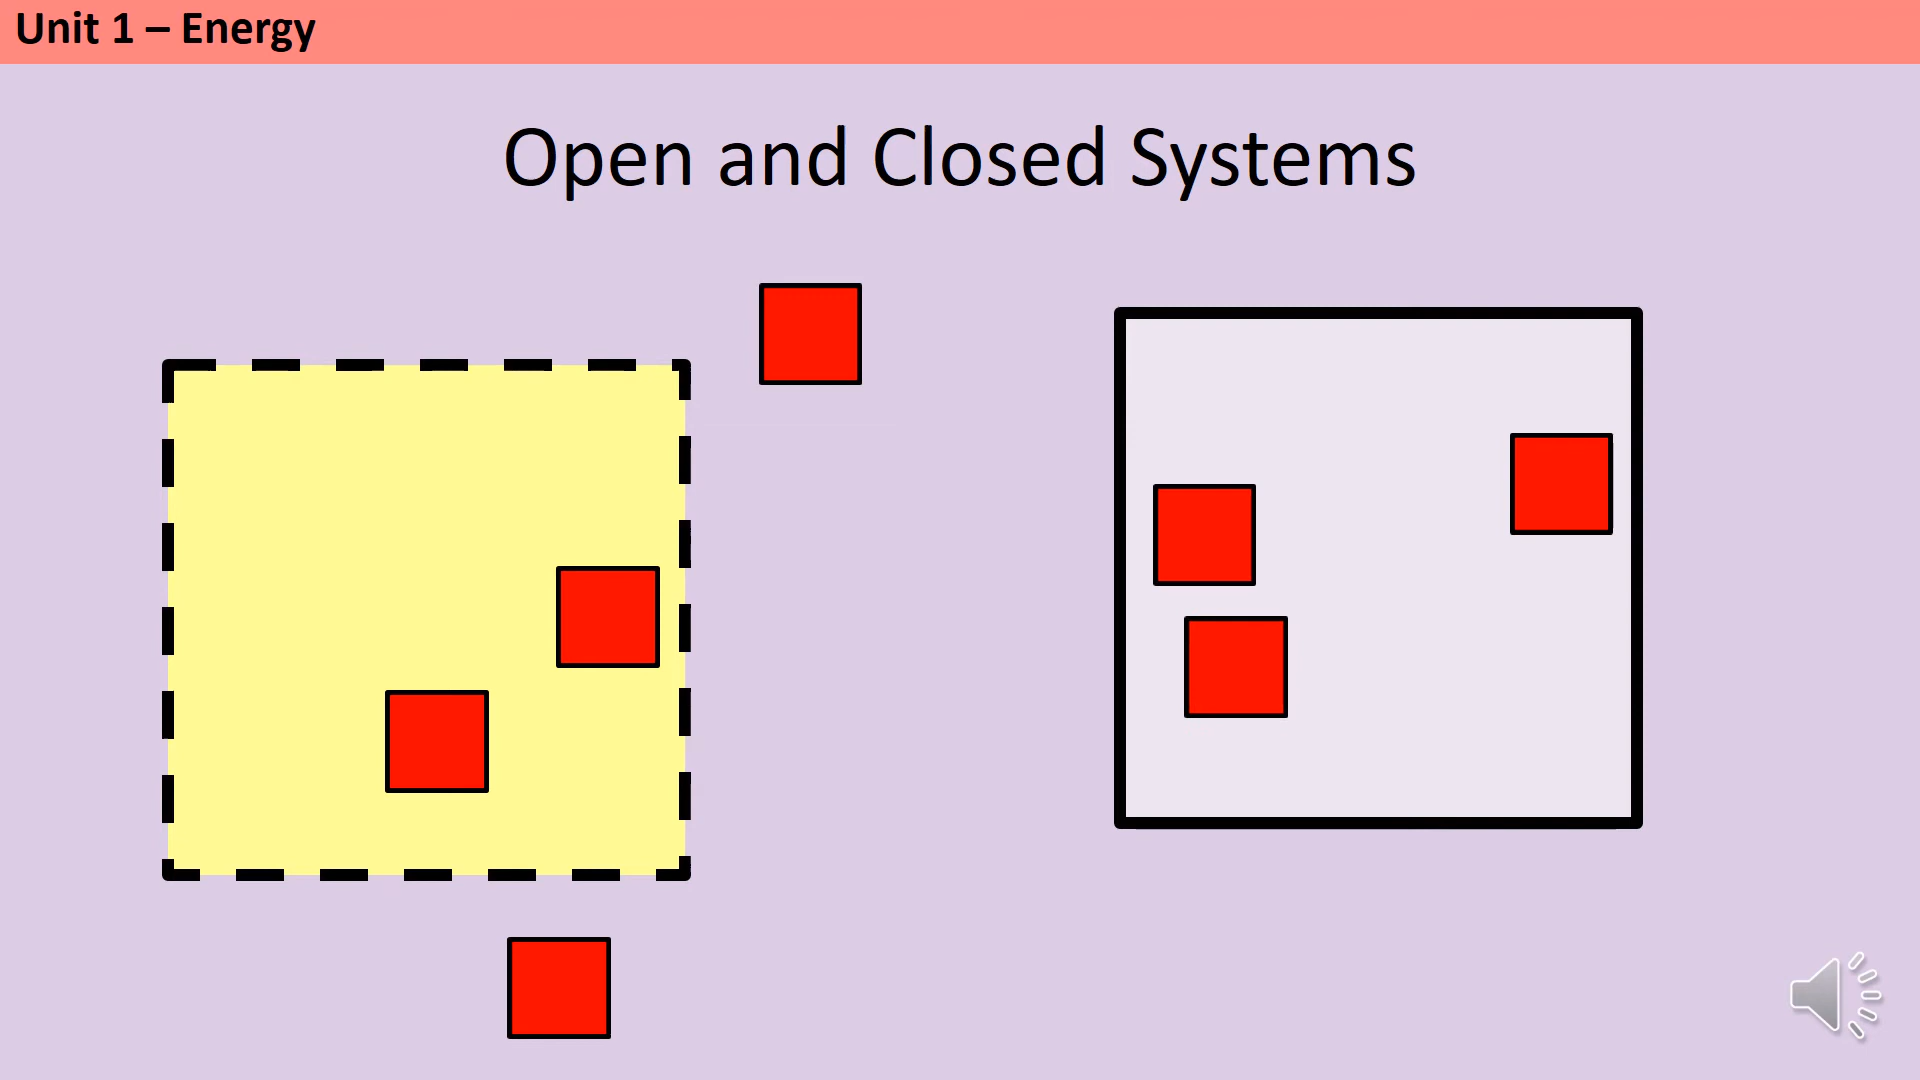 Unit 1 – Energy
Open and Closed Systems